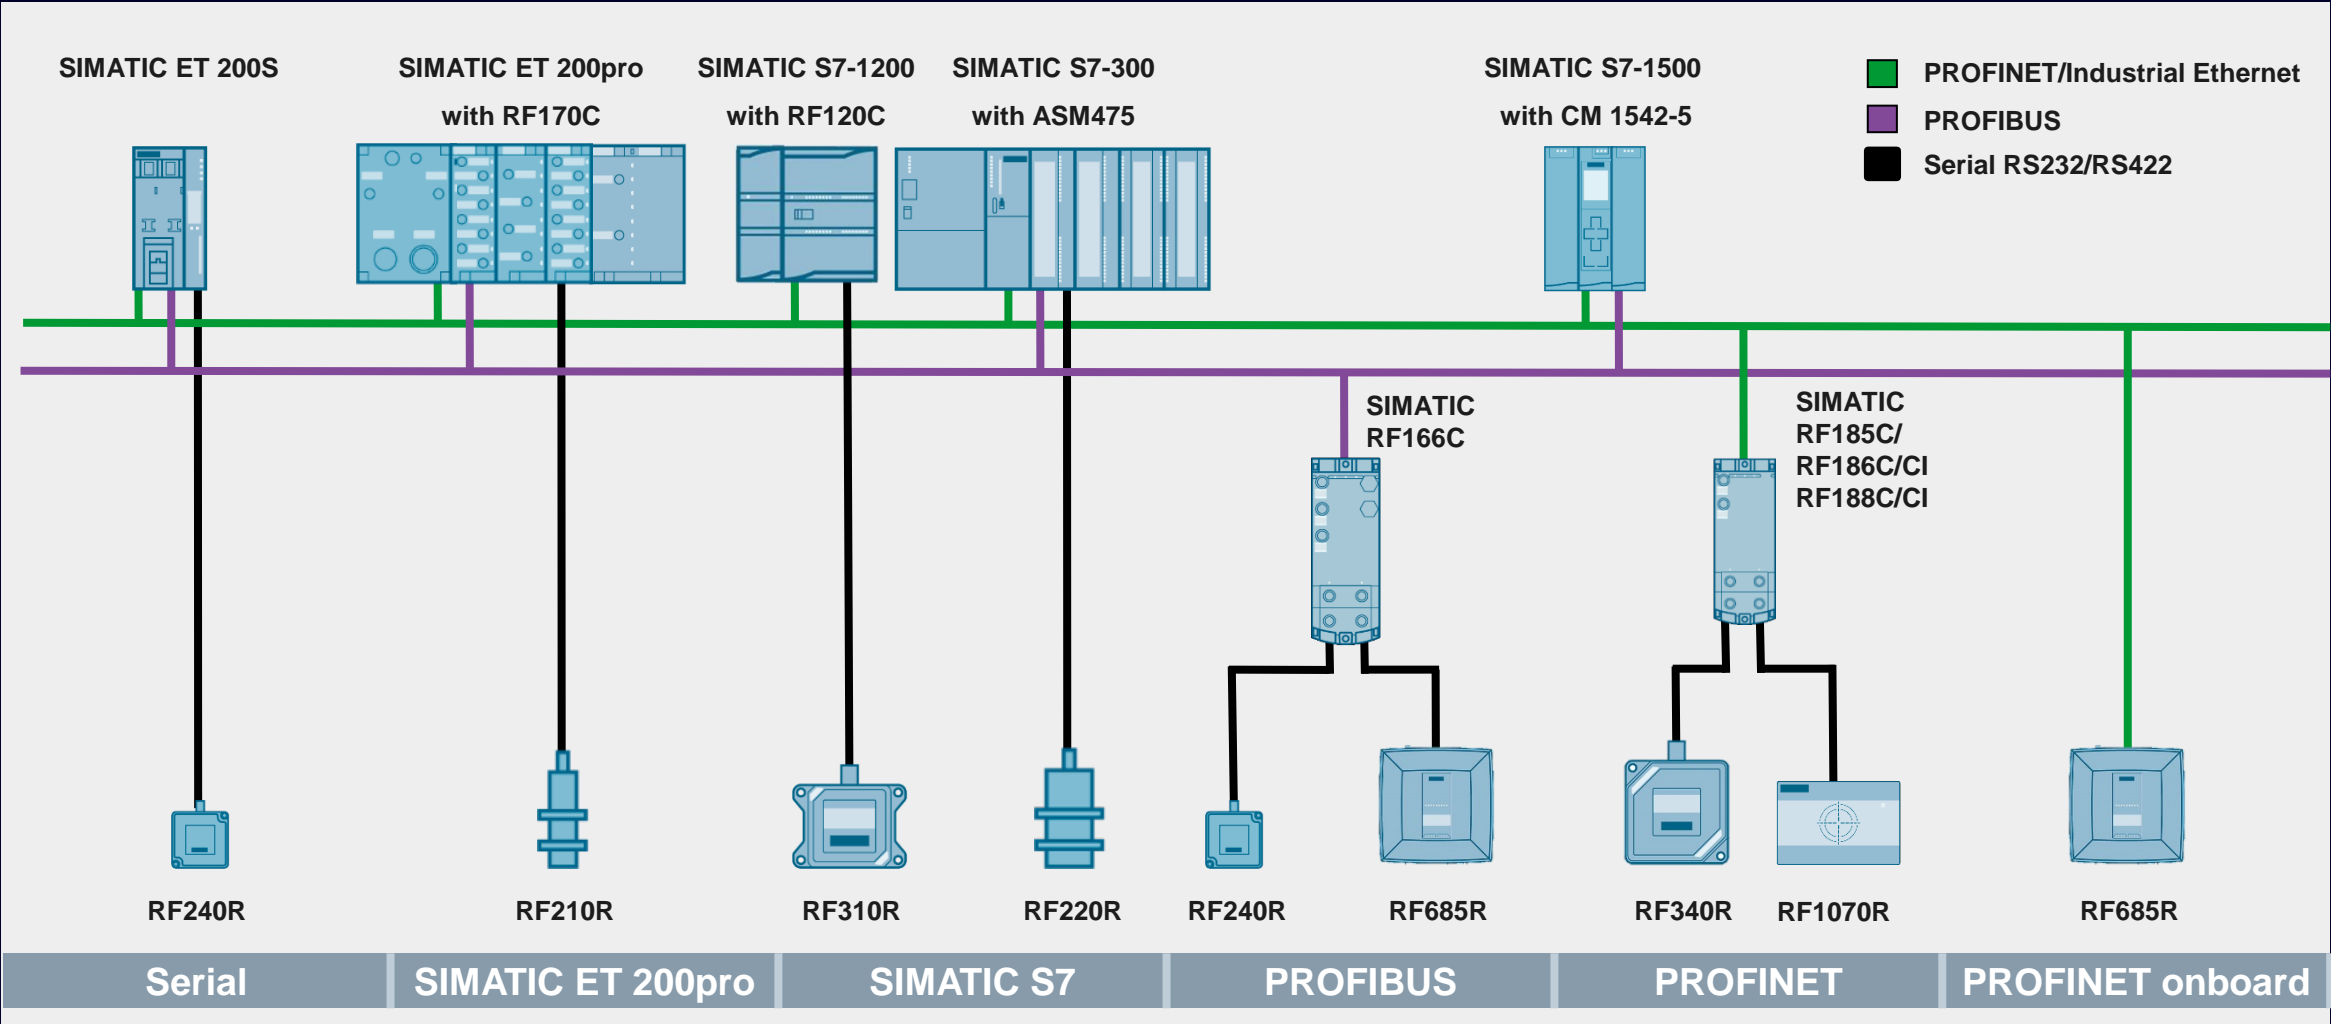 SIMATIC ET 200S
SIMATIC ET 200pro
with RF170C
SIMATIC S7-1200
with RF120C
SIMATIC S7-300
with ASM475
SIMATIC S7-1500
with CM 1542-5
PROFINET/Industrial Ethernet
PROFIBUS
Serial RS232/RS422
SIMATIC
RF166C
SIMATIC
RF185C/
RF186C/CI
RF188C/CI
RF240R
RF210R
RF310R
RF220R
RF240R
RF685R
RF340R
RF1070R
RF685R
Serial
SIMATIC ET 200pro
SIMATIC S7
PROFIBUS
PROFINET
PROFINET onboard